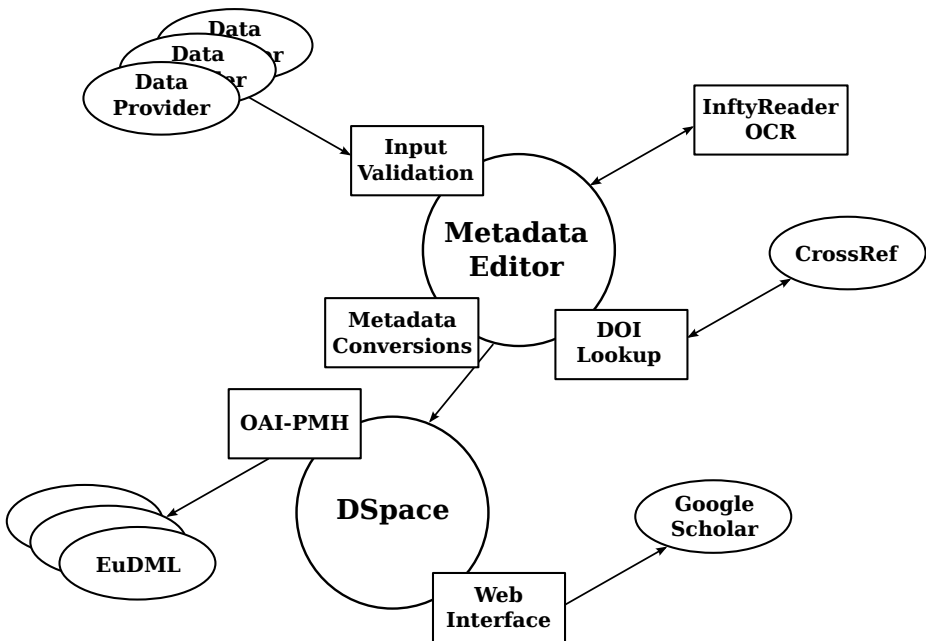 Data
Data
Data
Provider
Input
Validation
InftyReader
OCR
Metadata
Editor
CrossRef
Metadata
Conversions
DOI
Lookup
OAI-PMH
DSpace
Google
Scholar
EuDML
Web
Interface